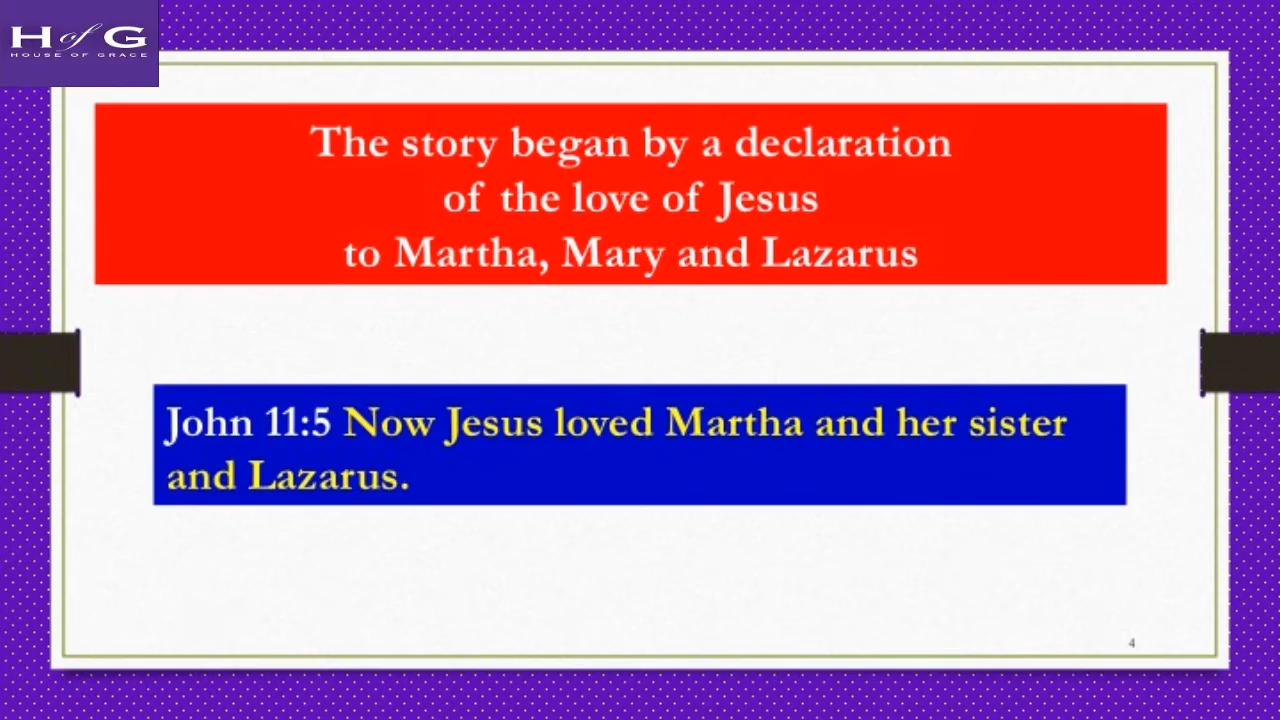 H of G
HOUSE OF GRACE
The story began by a declaration
of the love of Jesus
to Martha, Mary and Lazarus
John 11:5 Now Jesus loved Martha and her sister
and Lazarus.
4